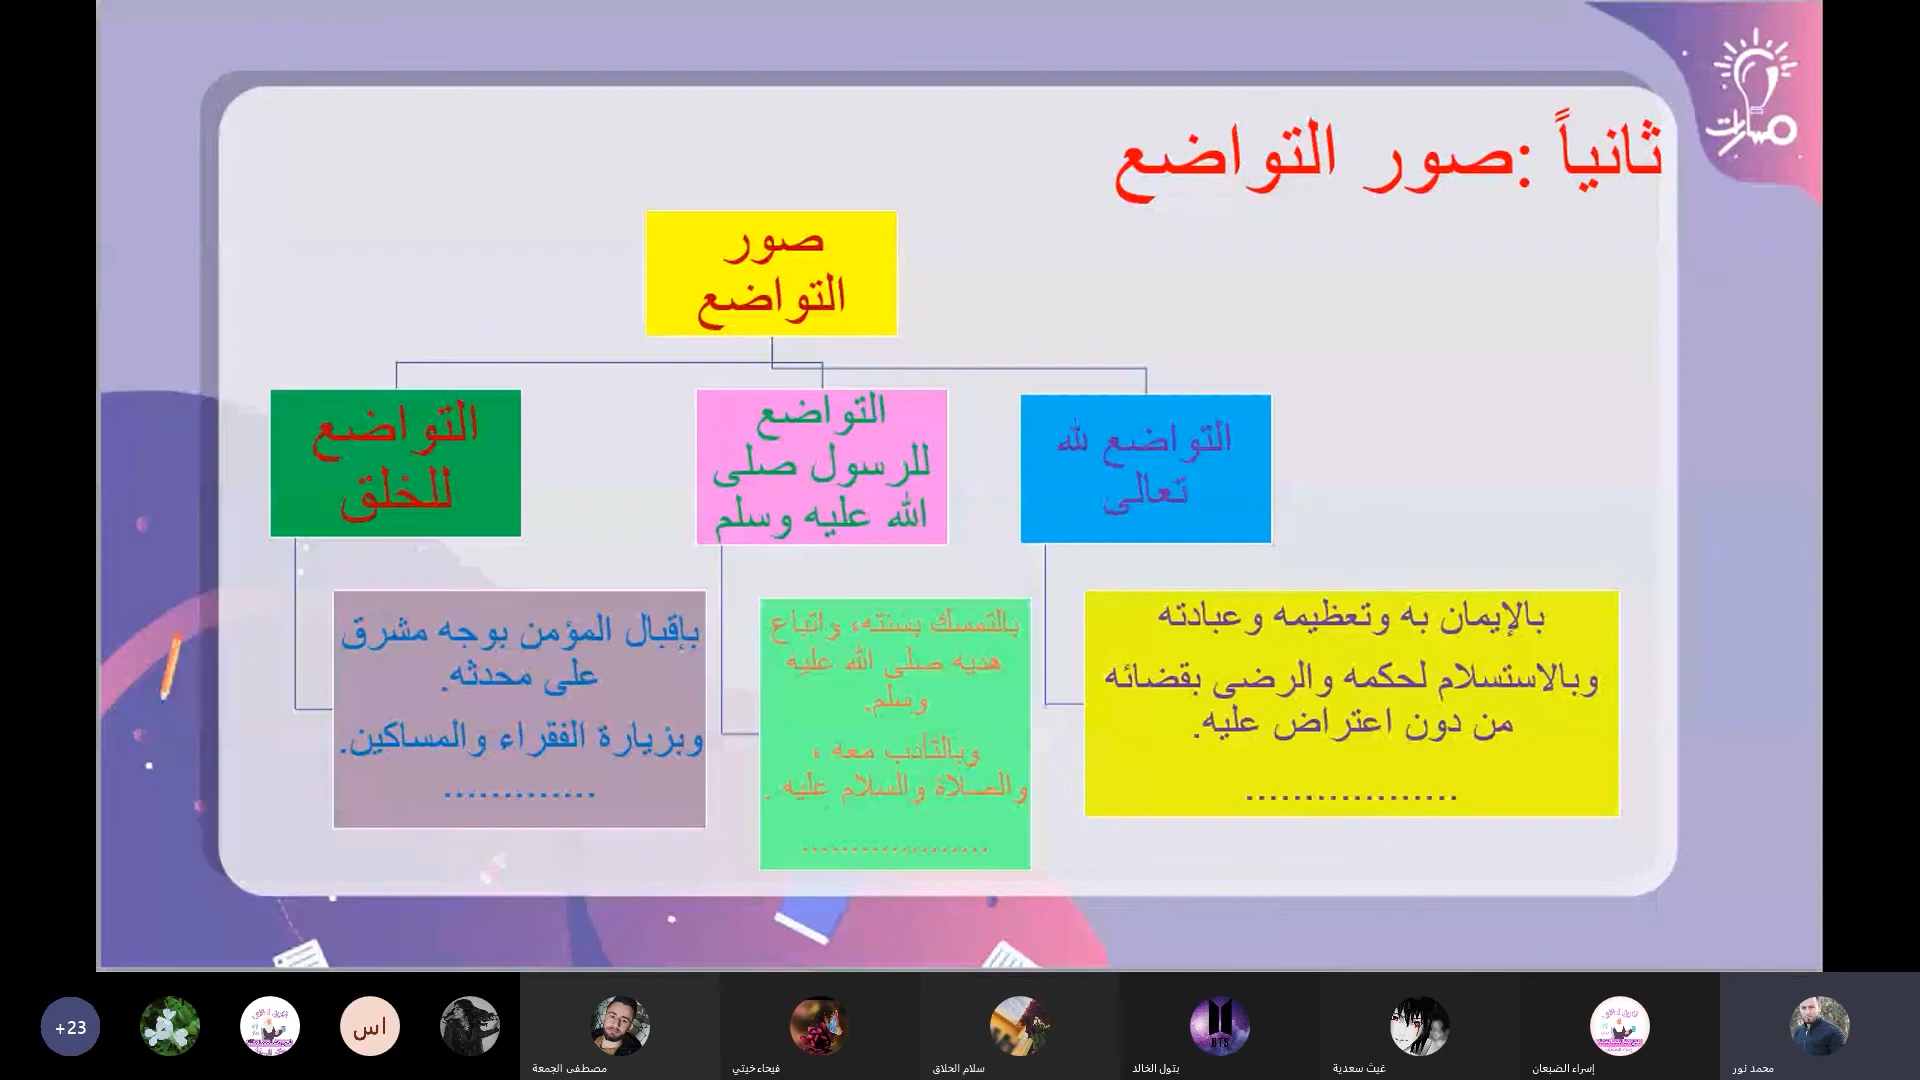 مسارات
ثانياً :صور التواضع
صور
التواضع
التواضع لله
تعالى
التواضع
للرسول صلى
الله عليه وسلم
التواضع
للخلق
بالإيمان به وتعظيمه وعبادته
وبالاستسلام لحكمه والرضى بقضائه
من دون اعتراض عليه.
.................
بالتمسك بسنته، واتباع
هديه صلى الله عليه
وسلم.
وبالتأدب معه ،
والصلاة والسلام عليه .
...................
بإقبال المؤمن بوجه مشرق
على محدثه.
وبزيارة الفقراء والمساكين.
.............
محمد نور
إسراء الضبعان
غيث سعدية
بتول الخالد
BTS
سلام الحلاق
فيحاءخيتي
مصطفى الجمعة
اس
+23